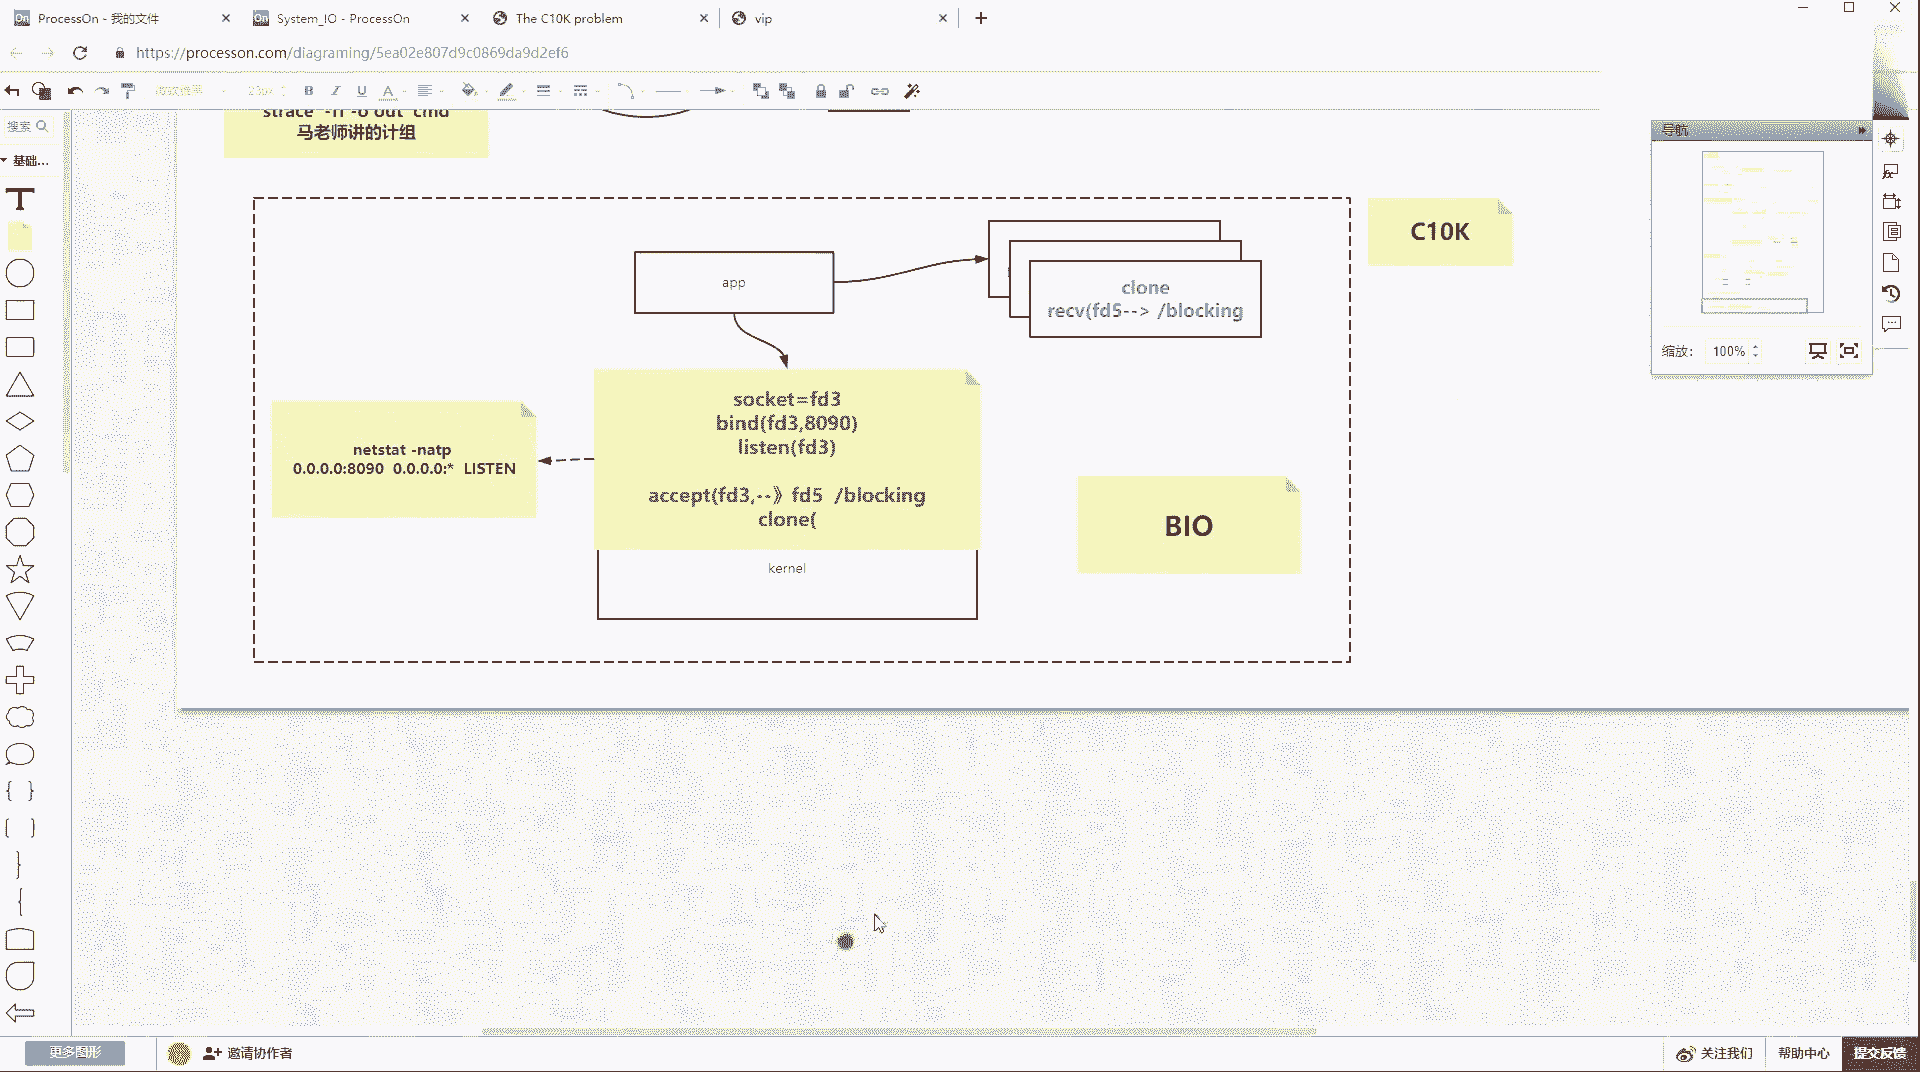 ProcessOn - 我的文件
System_IO - ProcessOn
The C10K problem
vip
https://processon.com/diagraming/5ea02e807d9c0869da9d2ef6
搜索
基础...
strace -ff -o out cmd
马老师讲的计组
app
clone
recv(fd5--> /blocking
C10K
导航
缩放:
100%
socket=fd3
bind(fd3,8090)
listen(fd3)
accept(fd3,--》fd5 /blocking
clone(
netstat -natp
0.0.0.0:8090 0.0.0.0:* LISTEN
BIO
kernel
更多图形
邀请协作者
关注我们
帮助中心
提交反馈